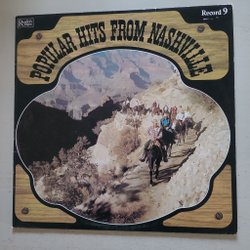 POPULAR HITS FROM NASHVILLE
Record 9